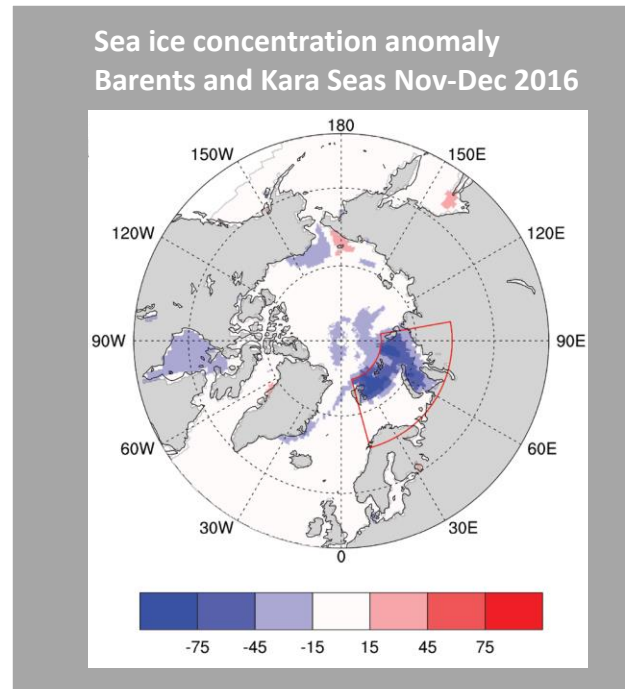 Sea ice concentration anomaly
Barents and Kara Seas Nov-Dec 2016
180
150W 150E
120W 120E
90W 90E
60W 60E
30W 30E
0
-75 -45 -15 15 45 75